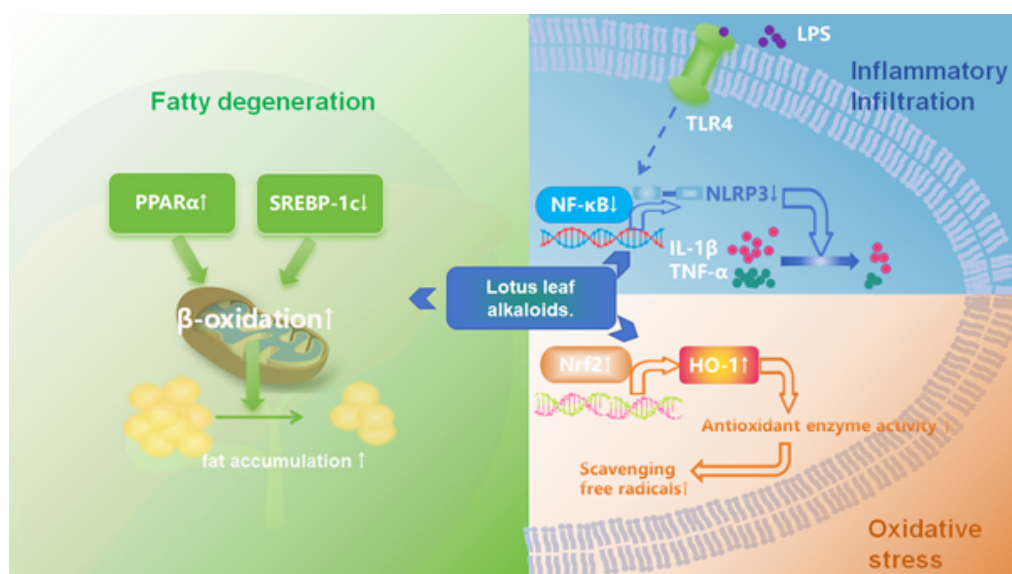 Fatty degeneration
PPARα↑
SREBP-1c↓
β-oxidation↑
fat accumulation ↑
Lotus leaf
alkaloids.
LPS
Inflammatory
Infiltration
TLR4
NF-κB↓
NLRP3↓
IL-1β
TNF-α
Nrf2↑
HO-1↑
Antioxidant enzyme activity ↑
Scavenging
free radicals↑
Oxidative
stress